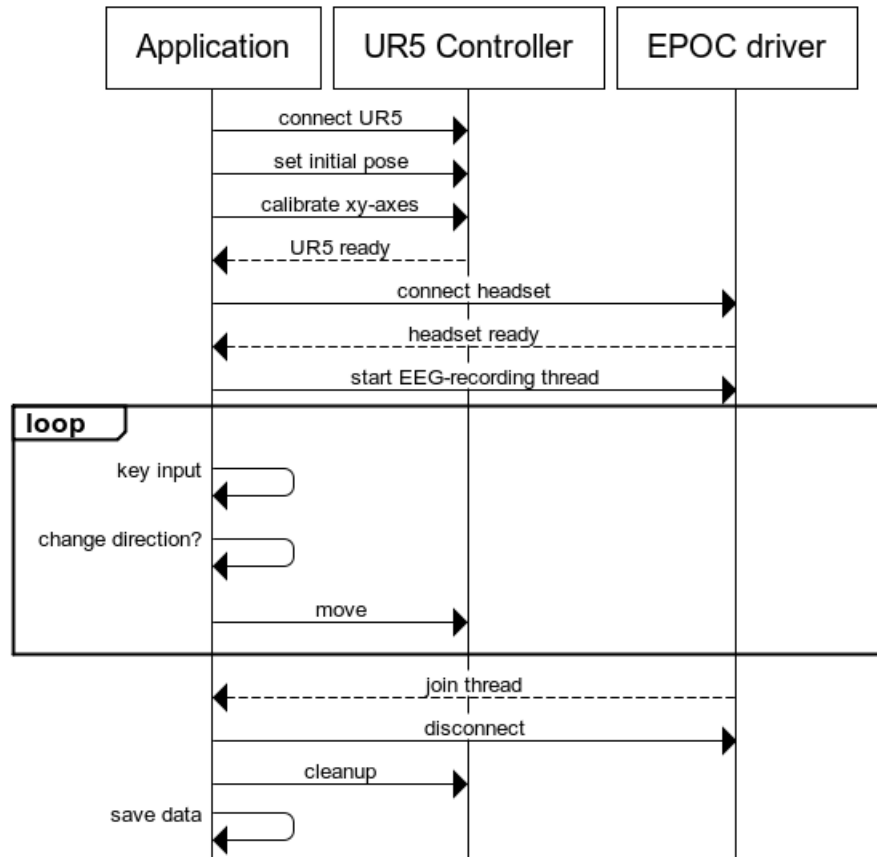 Application
UR5 Controller
EPOC driver
connect UR5
set initial pose
calibrate xy-axes
UR5 ready
connect headset
headset ready
start EEG-recording thread
loop
key input
change direction?
move
join thread
disconnect
cleanup
save data